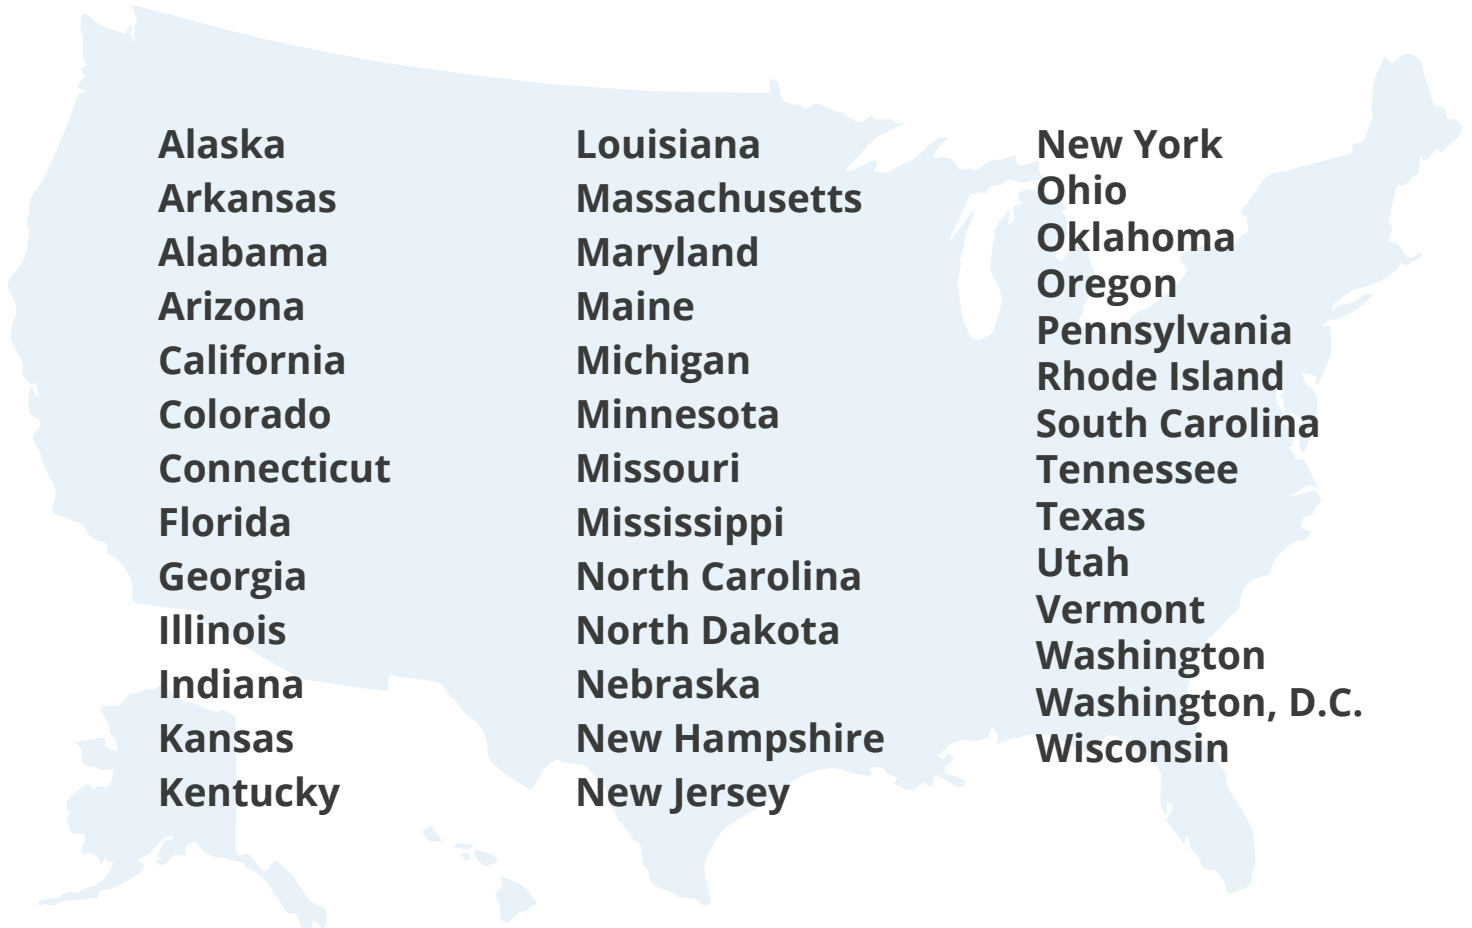 Alaska
Arkansas
Alabama
Arizona
California
Colorado
Connecticut
Florida
Georgia
Illinois
Indiana
Kansas
Kentucky
Louisiana
Massachusetts
Maryland
Maine
Michigan
Minnesota
Missouri
Mississippi
North Carolina
North Dakota
Nebraska
New Hampshire
New Jersey
New York
Ohio
Oklahoma
Oregon
Pennsylvania
Rhode Island
South Carolina
Tennessee
Texas
Utah
Vermont
Washington
Washington, D.C.
Wisconsin